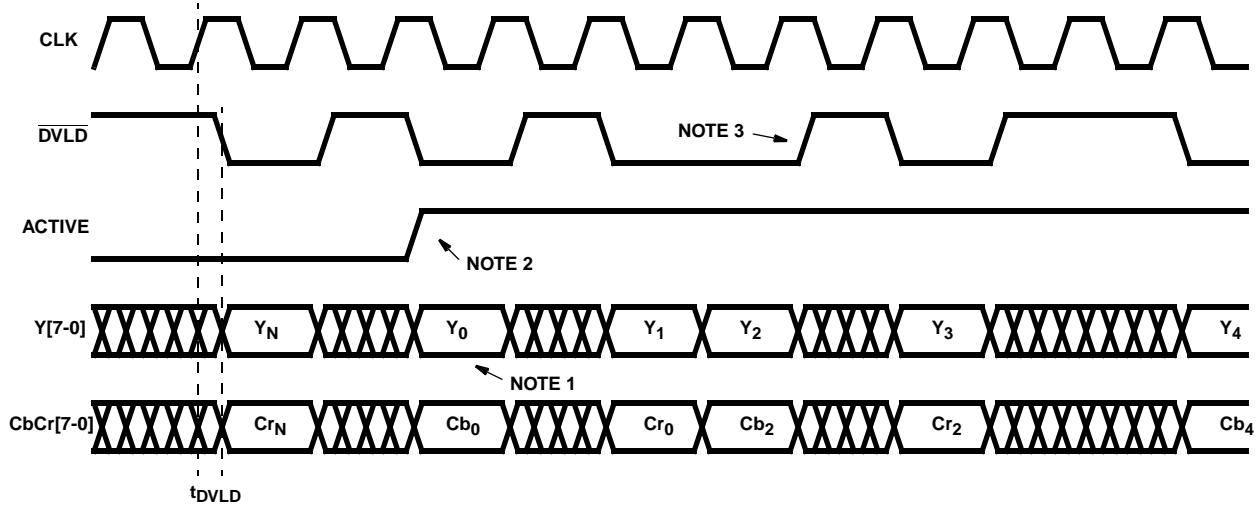 CLK
DVLD
NOTE 3
ACTIVE
NOTE 2
Y[7-0] YN Y0 Y1 Y2 Y3 Y4
NOTE 1
CbCr[7-0] CrN Cb0 Cr0 Cb2 Cr2 Cb4
tDVLD